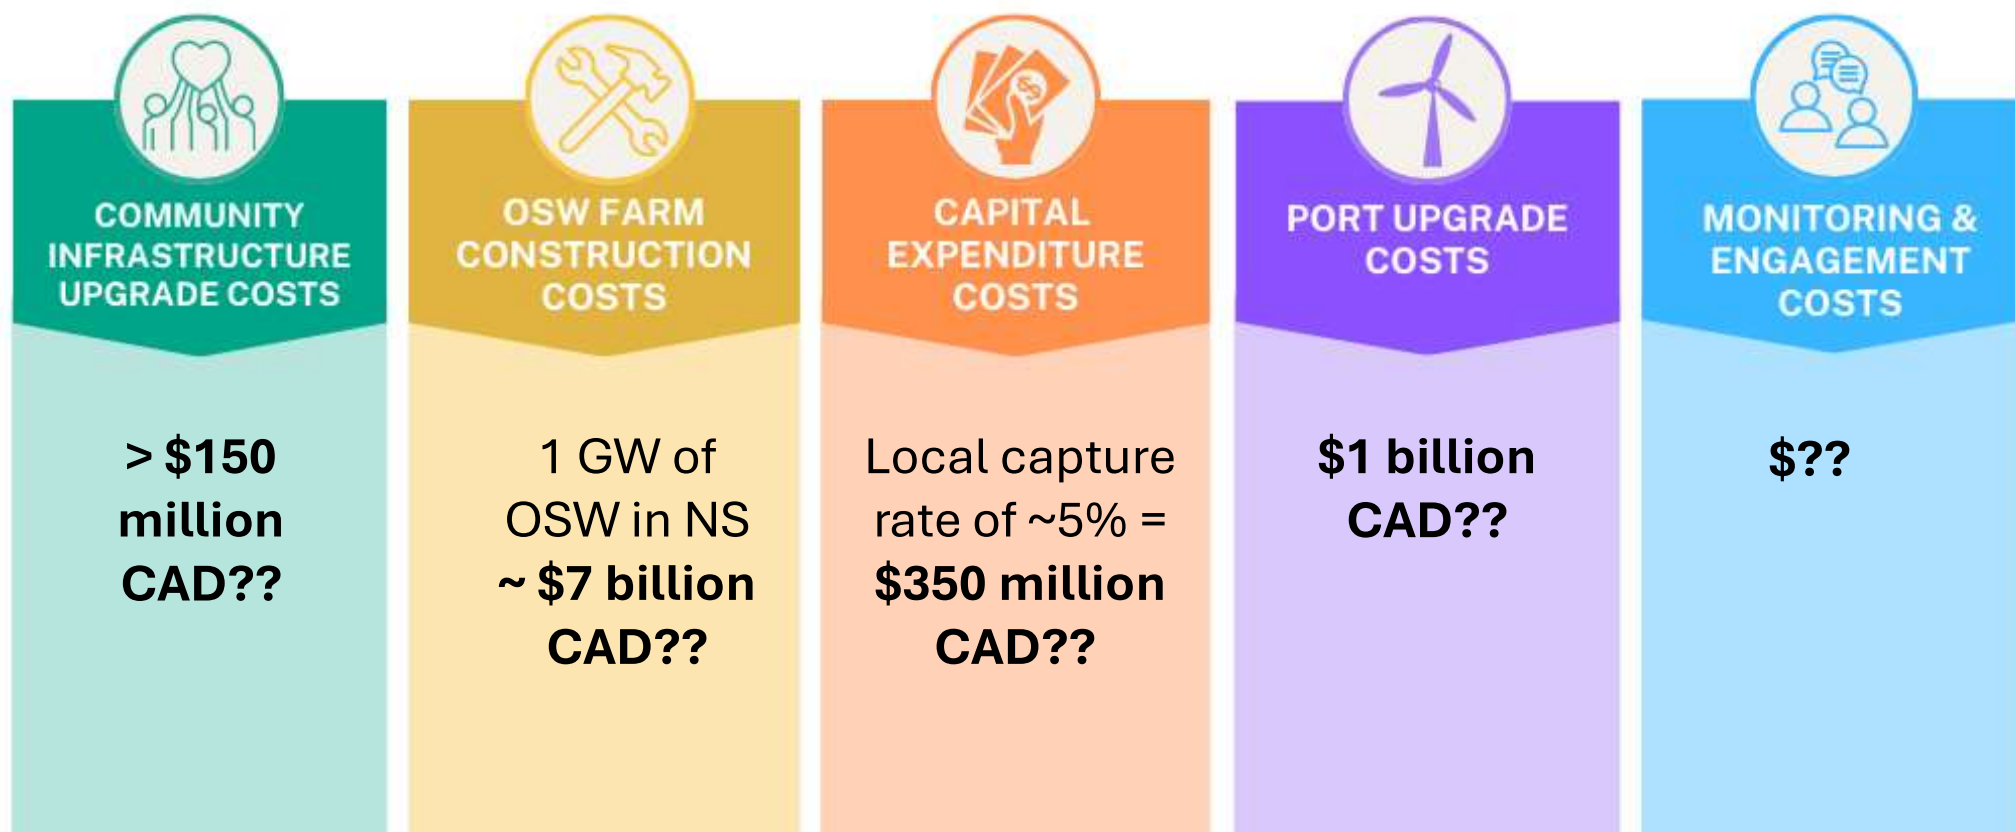 COMMUNITY
INFRASTRUCTURE
UPGRADE COSTS
> $150
million
CAD??
OSW FARM
CONSTRUCTION
COSTS
1 GW of
OSW in NS
~ $7 billion
CAD??
$$
CAPITAL
EXPENDITURE
COSTS
Local capture
rate of ~5% =
$350 million
CAD??
PORT UPGRADE
COSTS
$1 billion
CAD??
MONITORING &
ENGAGEMENT
COSTS
$??